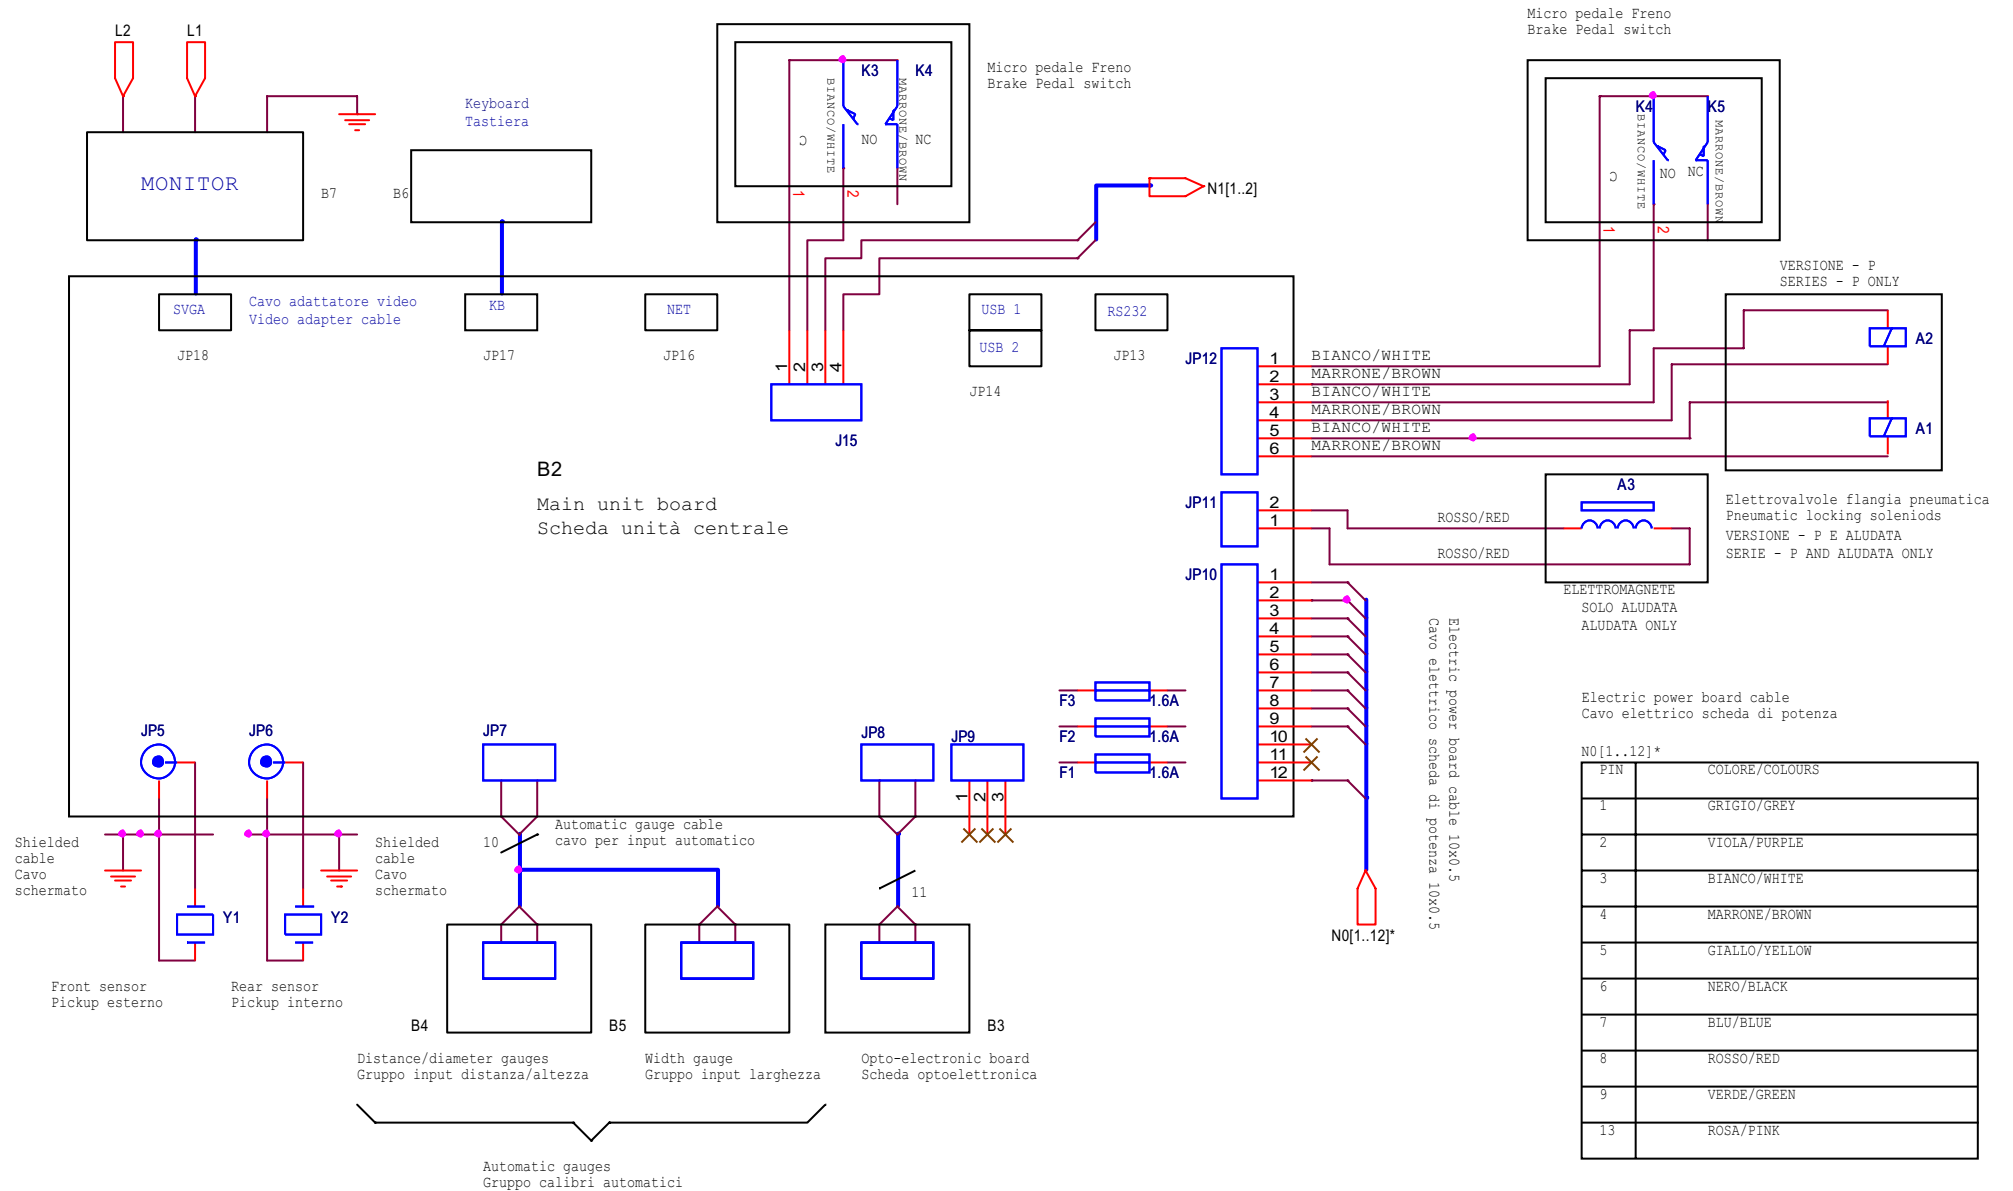 L2
L1
MONITOR
B7
Keyboard
Tastiera
B6
K3
K4
BIANCO/WHITE
MARRONE/BROWN
C
NO
NC
1
2
Micro pedale Freno
Brake Pedal switch
N1[1..2]
Micro pedale Freno
Brake Pedal switch
K4
K5
BIANCO/WHITE
MARRONE/BROWN
C
NO
NC
1
2
VERSIONE - P
SERIES - P ONLY
A2
A1
SVGA
Cavo adattatore video
Video adapter cable
JP18
KB
JP17
NET
JP16
USB 1
USB 2
JP14
RS232
JP13
1
2
3
4
J15
B2
Main unit board
Scheda unità centrale
JP12
1
2
3
4
5
6
BIANCO/WHITE
MARRONE/BROWN
BIANCO/WHITE
MARRONE/BROWN
BIANCO/WHITE
MARRONE/BROWN
JP11
2
1
ROSSO/RED
ROSSO/RED
A3
Elettrovalvole flangia pneumatica
Pneumatic locking soleniods
VERSIONE - P E ALUDATA
SERIE - P AND ALUDATA ONLY
ELETTROMAGNETE
SOLO ALUDATA
ALUDATA ONLY
JP10
1
2
3
4
5
6
7
8
9
10
11
12
Electric power board cable 10x0.5
Cavo elettrico scheda di potenza 10x0.5
N0[1..12]*
F3
1.6A
F2
1.6A
F1
1.6A
JP5
JP6
JP7
JP8
JP9
1
2
3
Shielded
cable
Cavo
schermato
Shielded
cable
Cavo
schermato
Y1
Y2
Front sensor
Pickup esterno
Rear sensor
Pickup interno
10
Automatic gauge cable
cavo per input automatico
11
B4
B5
B3
Distance/diameter gauges
Gruppo input distanza/altezza
Width gauge
Gruppo input larghezza
Opto-electronic board
Scheda optoelettronica
Automatic gauges
Gruppo calibri automatici
Electric power board cable
Cavo elettrico scheda di potenza
N0[1..12]*
PIN COLORE/COLOURS
1 GRIGIO/GREY
2 VIOLA/PURPLE
3 BIANCO/WHITE
4 MARRONE/BROWN
5 GIALLO/YELLOW
6 NERO/BLACK
7 BLU/BLUE
8 ROSSO/RED
9 VERDE/GREEN
13 ROSA/PINK